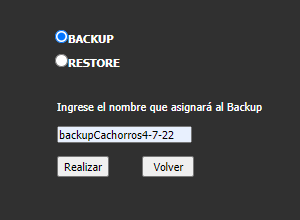 BACKUP
RESTORE
Ingrese el nombre que asignará al Backup
backupCachorros4-7-22
Realizar Volver